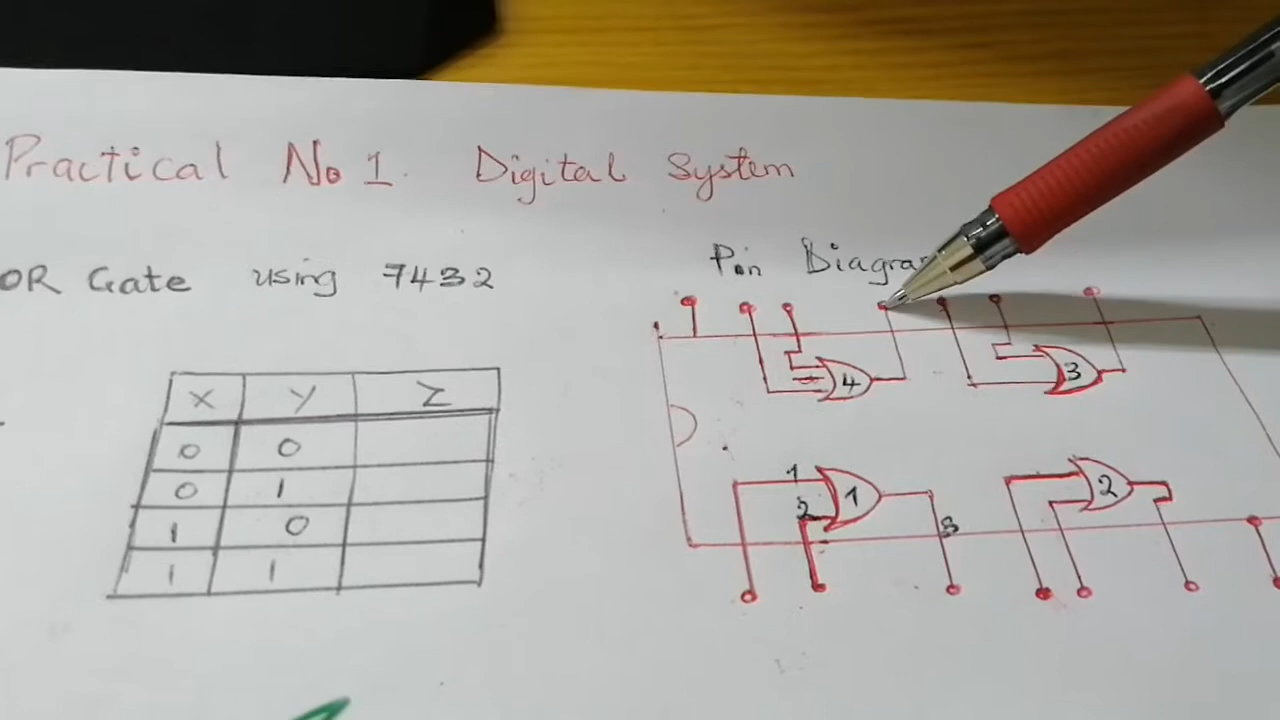 Practical No 1. Digital System
OR Gate using 7432
Pin Diagra
X Y Z
0 0
0 1
1 0
1 1
4
3
1
2
1
2
3